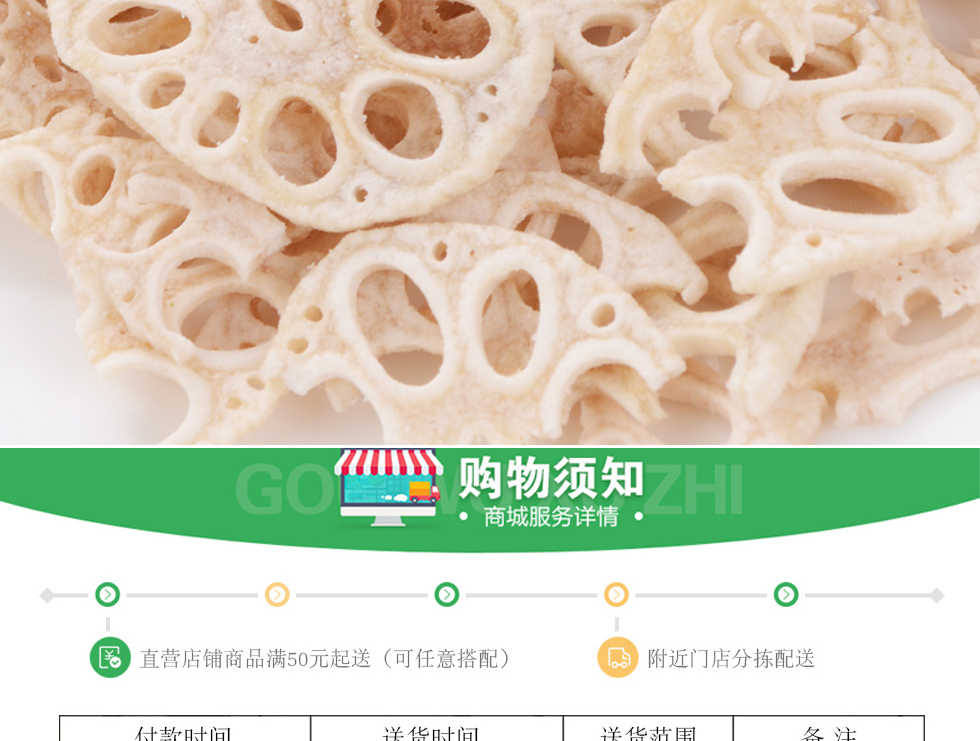 购物须知
• 商城服务详情 •
直营店铺商品满50元起送（可任意搭配）
附近门店分拣配送
付款时间 送货时间 送货范围 备 注